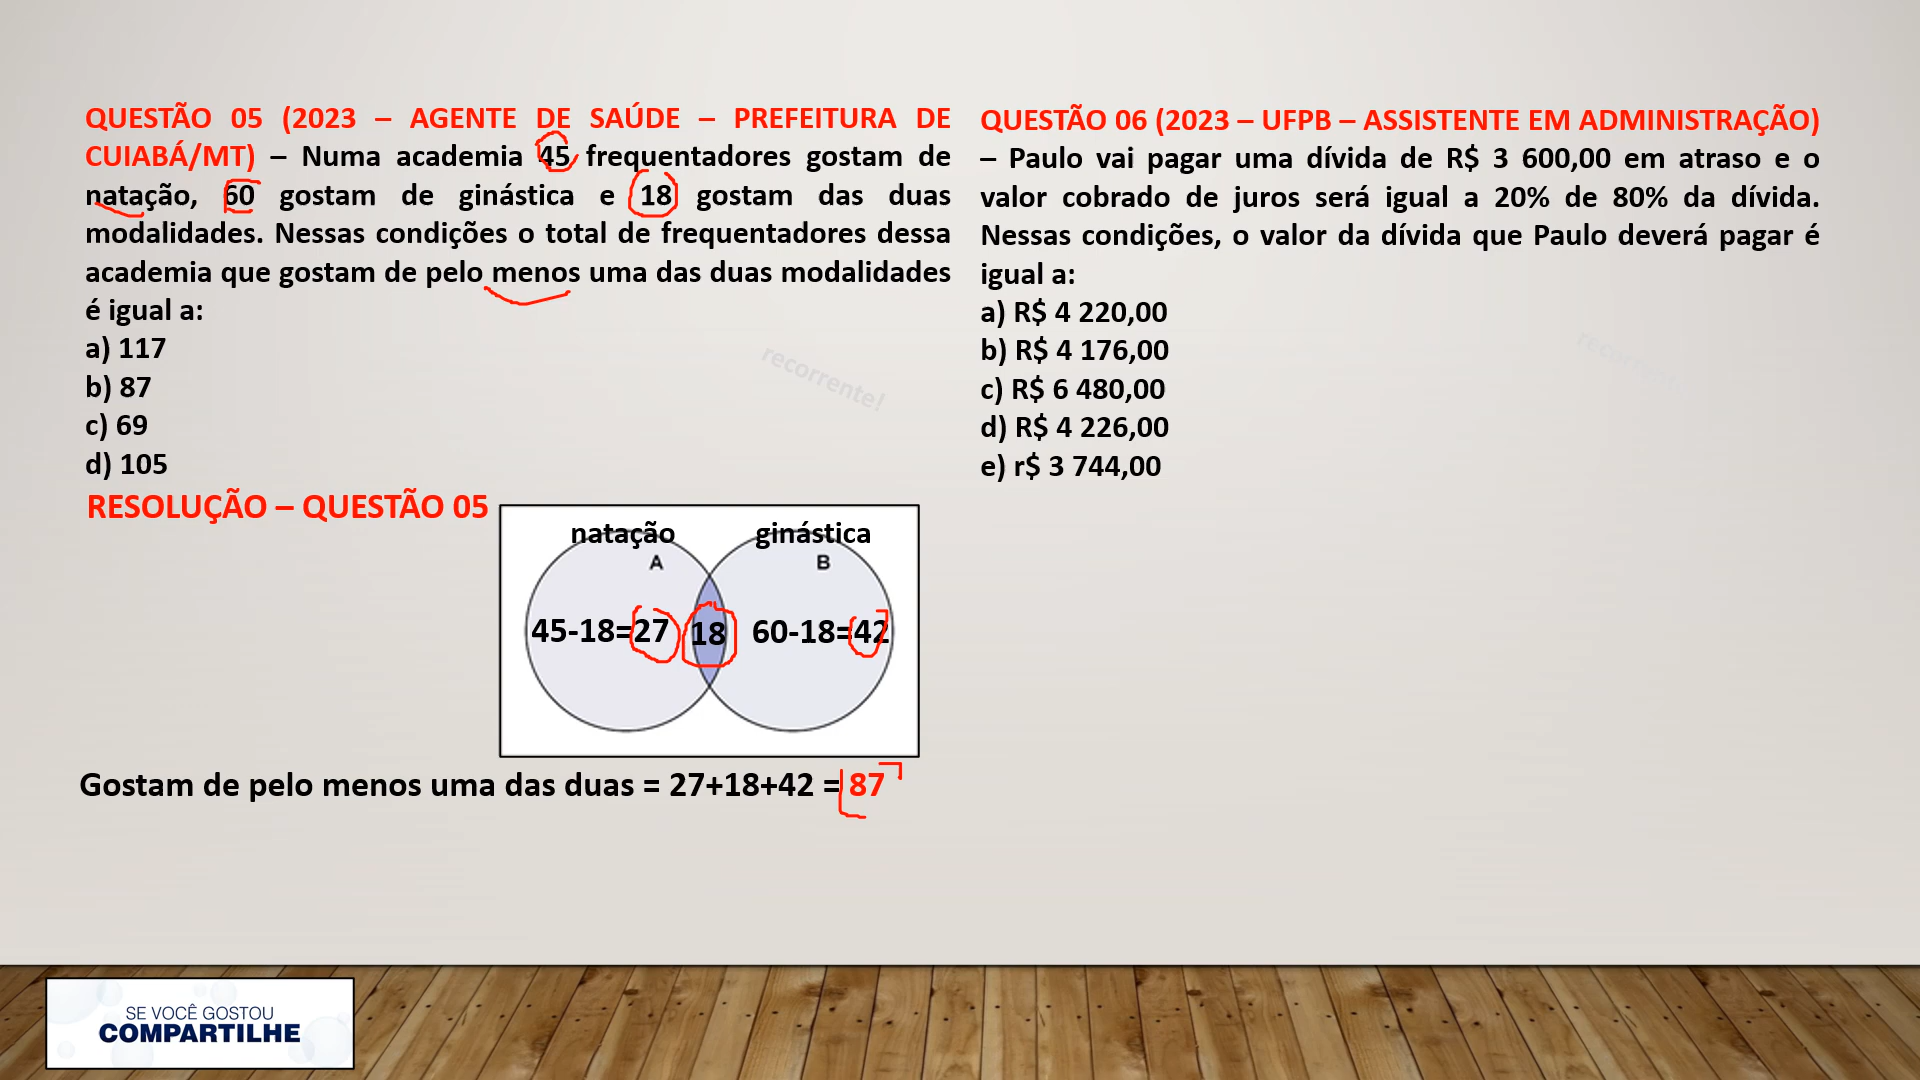 QUESTÃO 05 (2023 – AGENTE DE SAÚDE – PREFEITURA DE
CUIABÁ/MT) – Numa academia 45 frequentadores gostam de
natação, 60 gostam de ginástica e 18 gostam das duas
modalidades. Nessas condições o total de frequentadores dessa
academia que gostam de pelo menos uma das duas modalidades
é igual a:
a) 117
b) 87
c) 69
d) 105
RESOLUÇÃO – QUESTÃO 05
natação ginástica
A B
45-18=27 18 60-18=42
Gostam de pelo menos uma das duas = 27+18+42 = 87
QUESTÃO 06 (2023 – UFPB – ASSISTENTE EM ADMINISTRAÇÃO)
– Paulo vai pagar uma dívida de R$ 3 600,00 em atraso e o
valor cobrado de juros será igual a 20% de 80% da dívida.
Nessas condições, o valor da dívida que Paulo deverá pagar é
igual a:
a) R$ 4 220,00
b) R$ 4 176,00
c) R$ 6 480,00
d) R$ 4 226,00
e) r$ 3 744,00
recorrente!
SE VOCÊ GOSTOU
COMPARTILHE